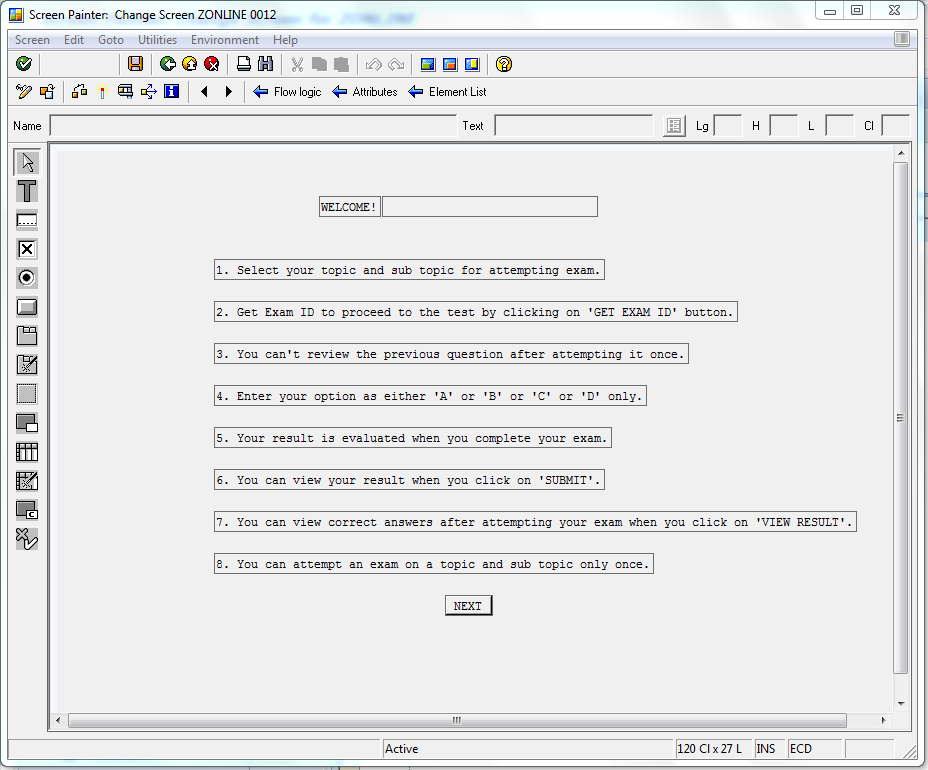 Screen Painter: Change Screen ZONLINE 0012
Screen Edit Goto Utilities Environment Help
Flow logic Attributes Element List
Name Text Lg H L Cl
WELCOME!
1. Select your topic and sub topic for attempting exam.
2. Get Exam ID to proceed to the test by clicking on 'GET EXAM ID' button.
3. You can't review the previous question after attempting it once.
4. Enter your option as either 'A' or 'B' or 'C' or 'D' only.
5. Your result is evaluated when you complete your exam.
6. You can view your result when you click on 'SUBMIT'.
7. You can view correct answers after attempting your exam when you click on 'VIEW RESULT'.
8. You can attempt an exam on a topic and sub topic only once.
NEXT
Active 120 Cl x 27 L INS ECD